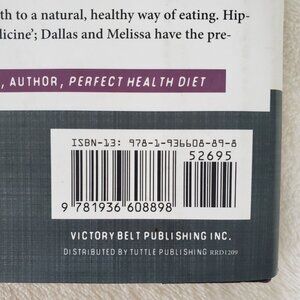 th to a natural, healthy way of eating. Hip-
dicine’; Dallas and Melissa have the pre-
, AUTHOR, PERFECT HEALTH DIET
ISBN-13: 978-1-936608-89-8
52695
9 781936 608898
VICTORY BELT PUBLISHING INC.
DISTRIBUTED BY TUTTLE PUBLISHING RRD1209